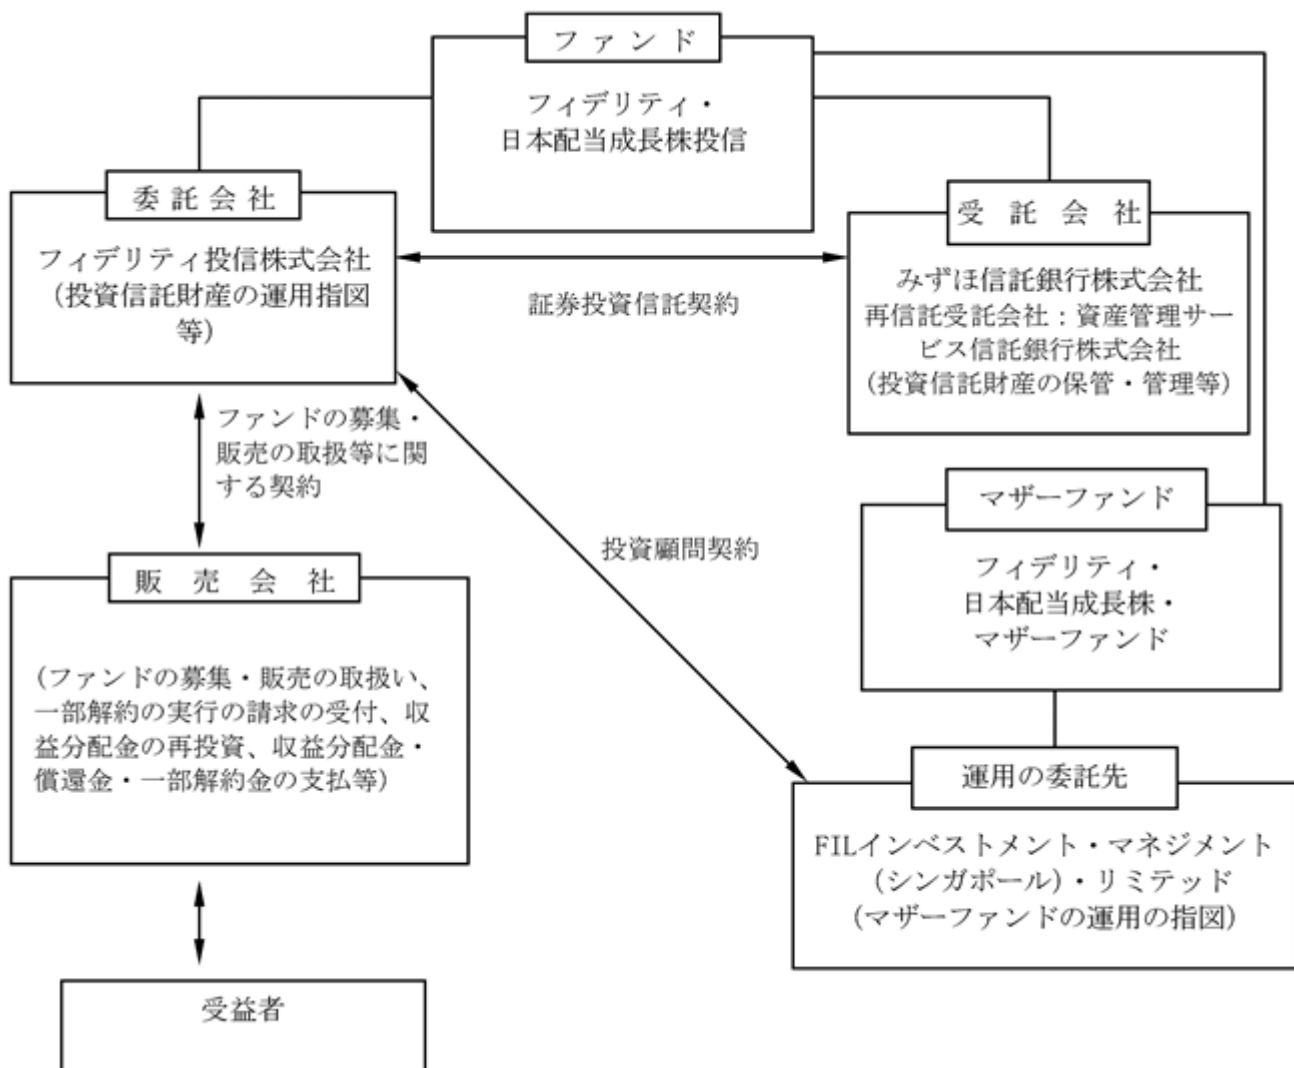 ファンド
フィデリティ・
日本配当成長株投信
委託会社
フィデリティ投信株式会社
（投資信託財産の運用指図
等）
証券投資信託契約
受託会社
みずほ信託銀行株式会社
再信託受託会社：資産管理サー
ビス信託銀行株式会社
（投資信託財産の保管・管理等）
ファンドの募集・
販売の取扱等に関
する契約
投資顧問契約
マザーファンド
フィデリティ・
日本配当成長株・
マザーファンド
販売会社
（ファンドの募集・販売の取扱い、
一部解約の実行の請求の受付、収
益分配金の再投資、収益分配金・
償還金・一部解約金の支払等）
運用の委託先
FILインベストメント・マネジメント
（シンガポール）・リミテッド
（マザーファンドの運用の指図）
受益者